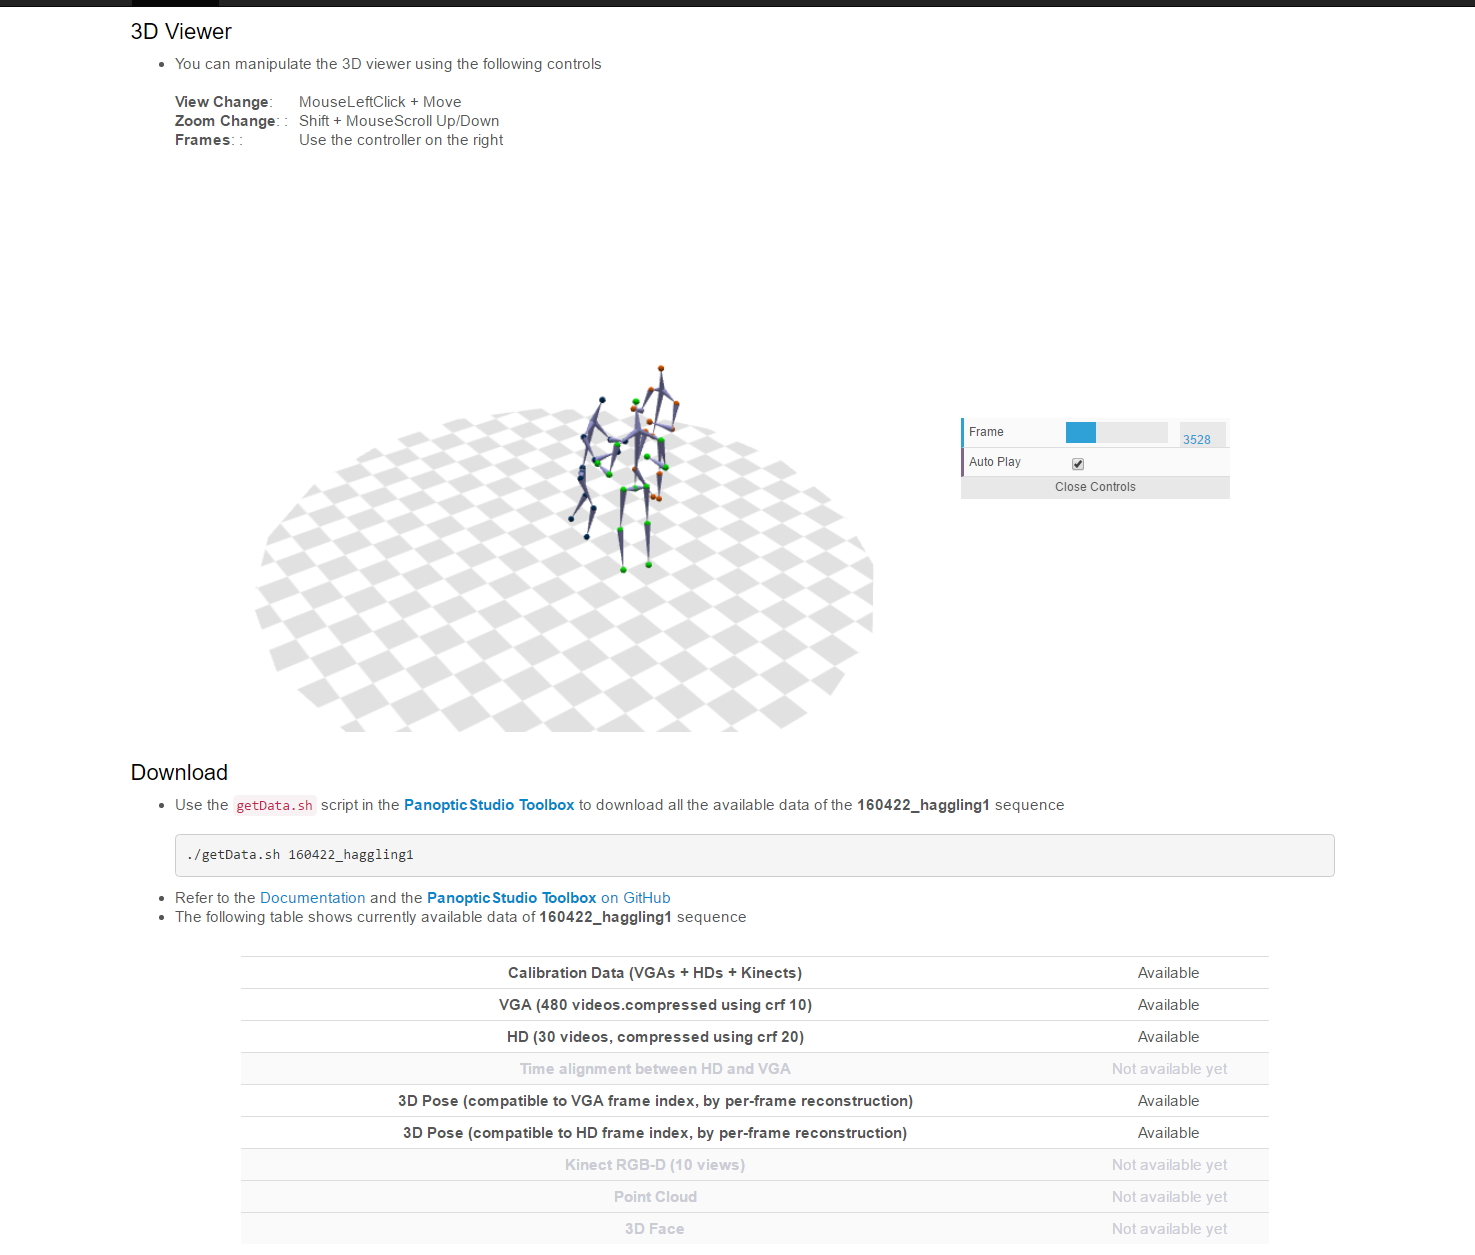 3D Viewer
You can manipulate the 3D viewer using the following controls
View Change: MouseLeftClick + Move
Zoom Change: : Shift + MouseScroll Up/Down
Frames: : Use the controller on the right
Frame 3528
Auto Play
Close Controls
Download
Use the getData.sh script in the PanopticStudio Toolbox to download all the available data of the 160422_haggling1 sequence
./getData.sh 160422_haggling1
Refer to the Documentation and the PanopticStudio Toolbox on GitHub
The following table shows currently available data of 160422_haggling1 sequence
Calibration Data (VGAs + HDs + Kinects) Available
VGA (480 videos.compressed using crf 10) Available
HD (30 videos, compressed using crf 20) Available
Time alignment between HD and VGA Not available yet
3D Pose (compatible to VGA frame index, by per-frame reconstruction) Available
3D Pose (compatible to HD frame index, by per-frame reconstruction) Available
Kinect RGB-D (10 views) Not available yet
Point Cloud Not available yet
3D Face Not available yet